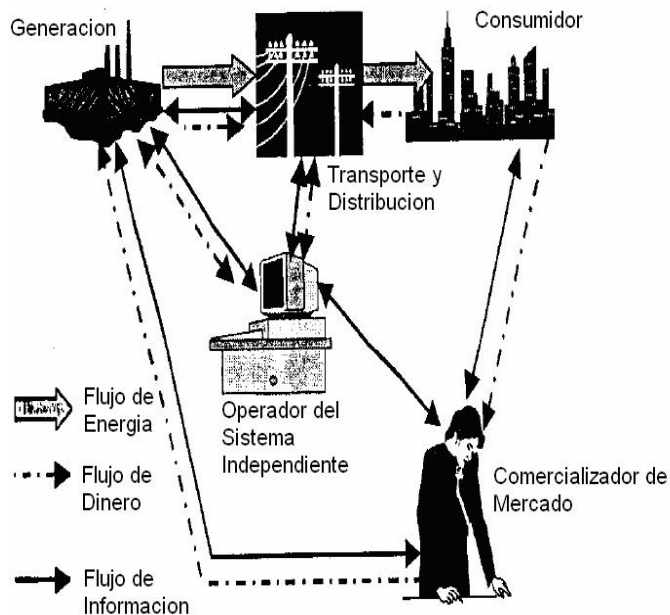 Generacion
Consumidor
Transporte y
Distribucion
Flujo de
Energia
Operador del
Sistema
Independiente
Flujo de
Dinero
Comercializador de
Mercado
Flujo de
Informacion